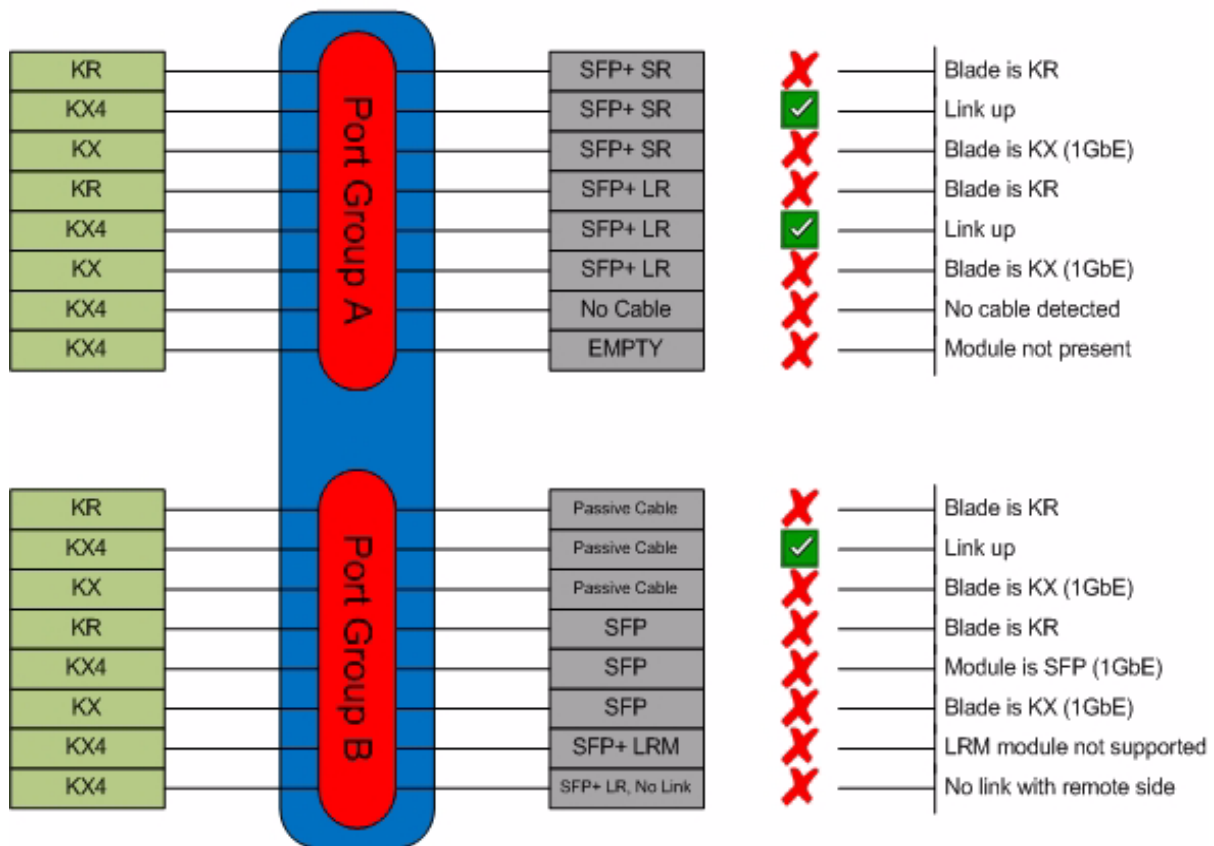 KR SFP+ SR Blade is KR
KX4 SFP+ SR Link up
KX SFP+ SR Blade is KX (1GbE)
KR SFP+ LR Blade is KR
KX4 SFP+ LR Link up
KX SFP+ LR Blade is KX (1GbE)
KX4 No Cable No cable detected
KX4 EMPTY Module not present
Port Group A
KR Passive Cable Blade is KR
KX4 Passive Cable Link up
KX Passive Cable Blade is KX (1GbE)
KR SFP Blade is KR
KX4 SFP Module is SFP (1GbE)
KX SFP Blade is KX (1GbE)
KX4 SFP+ LRM LRM module not supported
KX4 SFP+ LR, No Link No link with remote side
Port Group B